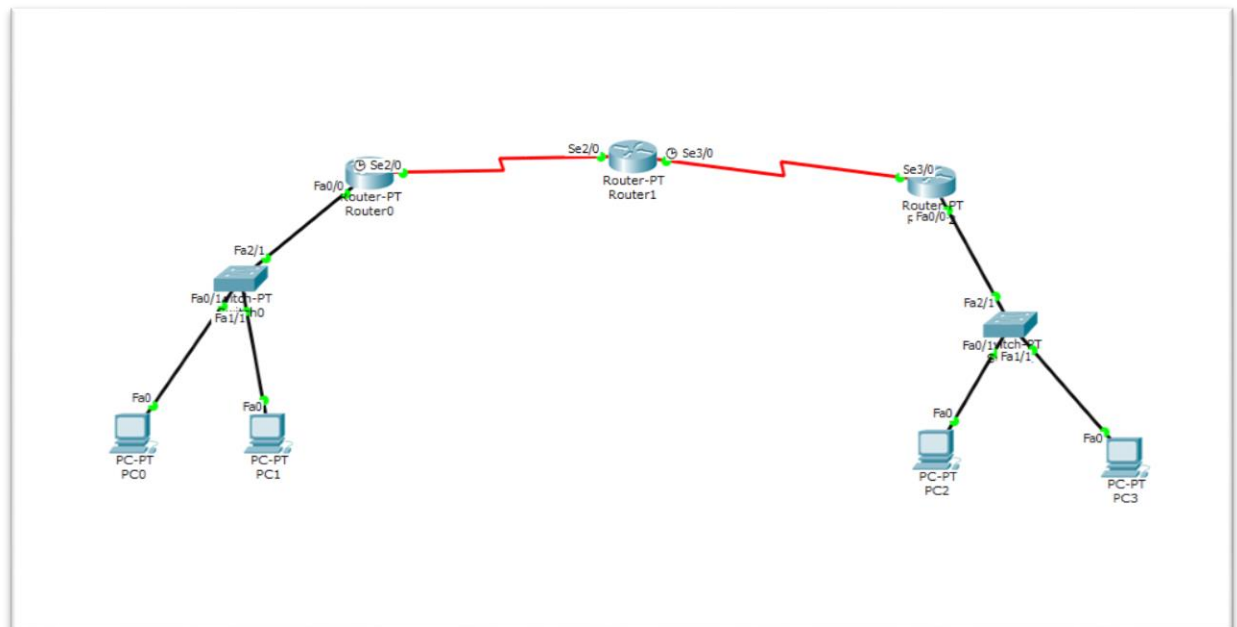 Se2/0
Fa0/0
Router-PT
Router0
Se2/0
Se3/0
Router-PT
Router1
Se3/0
Router-PT
Fa0/0
Fa2/1
Fa0/1
Fa1/1
Fa2/1
Fa0/1
Fa1/1
Fa0
PC-PT
PC0
Fa0
PC-PT
PC1
Fa0
PC-PT
PC2
Fa0
PC-PT
PC3